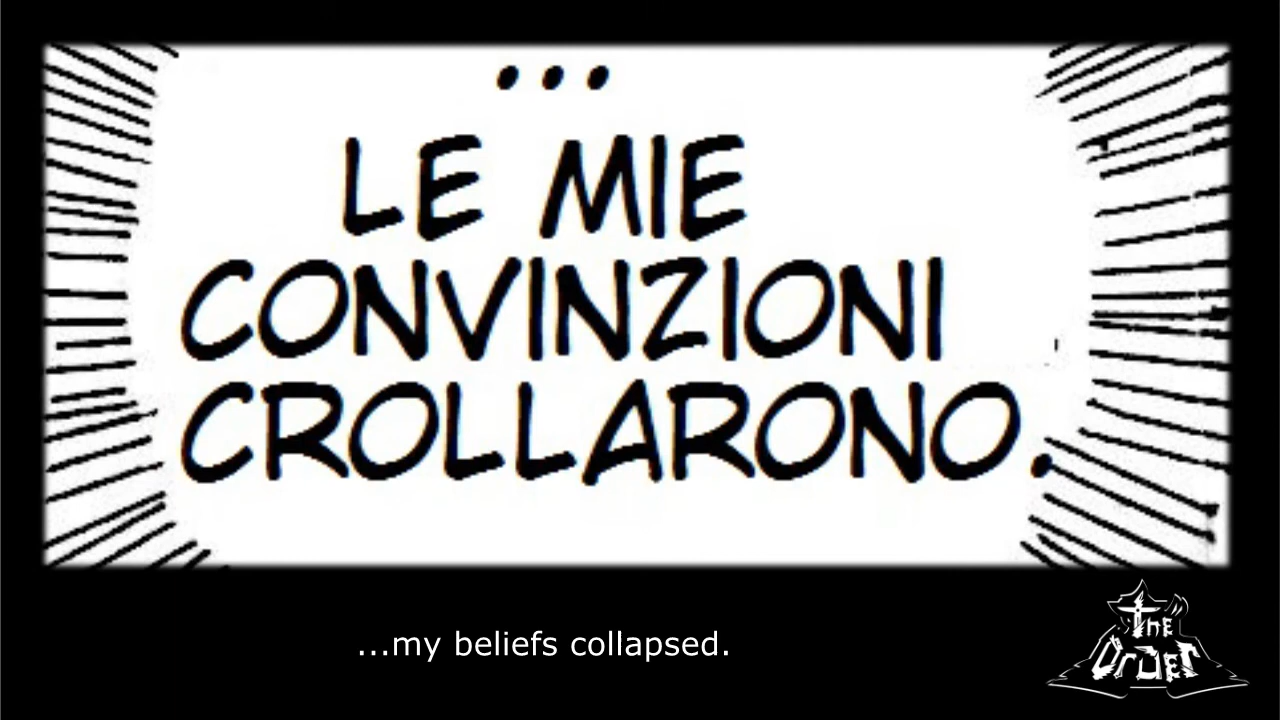 ...
LE MIE
CONVINZIONI
CROLLARONO.
...my beliefs collapsed.
The
Order